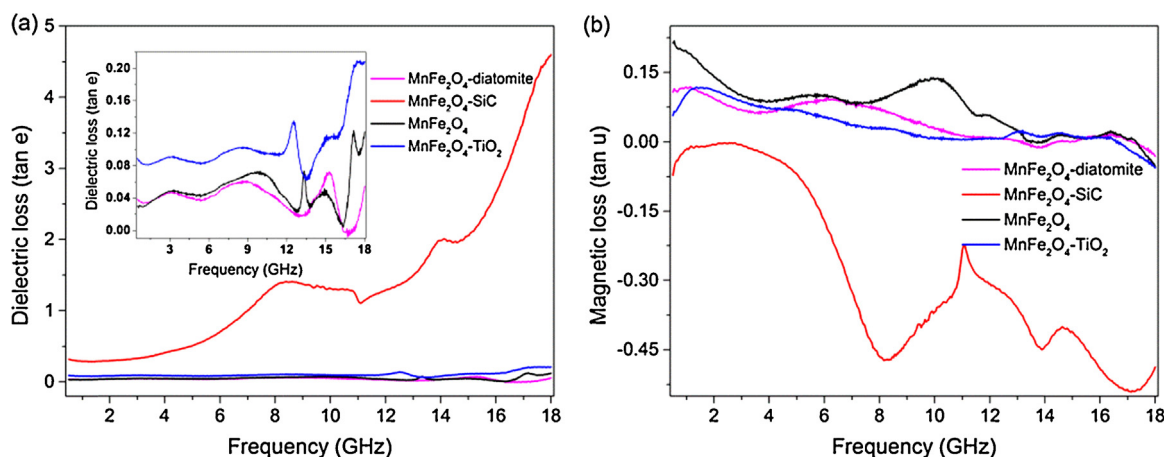 (a)
Dielectric loss (tan e)
5
4
3
2
1
0
2 4 6 8 10 12 14 16 18
Frequency (GHz)
Dielectric loss (tan e)
0.20
0.16
0.12
0.08
0.04
0.00
3 6 9 12 15 18
Frequency (GHz)
MnFe₂O₄-diatomite
MnFe₂O₄-SiC
MnFe₂O₄
MnFe₂O₄-TiO₂
(b)
Magnetic loss (tan u)
0.15
0.00
-0.15
-0.30
-0.45
2 4 6 8 10 12 14 16 18
Frequency (GHz)
MnFe₂O₄-diatomite
MnFe₂O₄-SiC
MnFe₂O₄
MnFe₂O₄-TiO₂